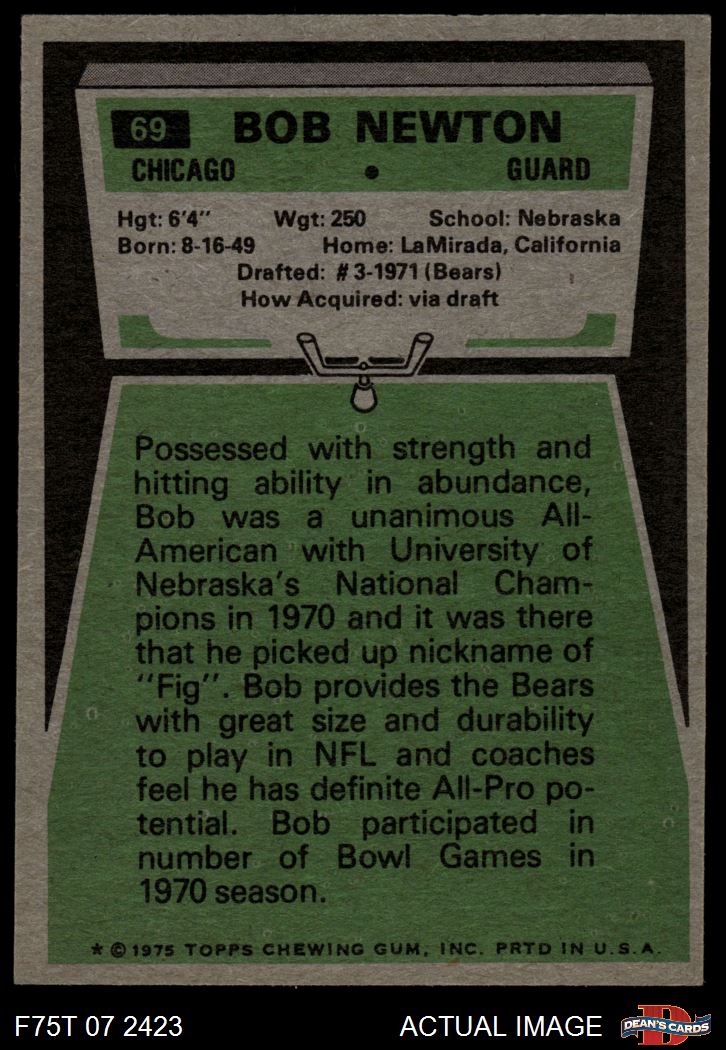 69 BOB NEWTON
CHICAGO • GUARD
Hgt: 6'4" Wgt: 250 School: Nebraska
Born: 8-16-49 Home: LaMirada, California
Drafted: #3-1971 (Bears)
How Acquired: via draft
Possessed with strength and
hitting ability in abundance,
Bob was a unanimous All-
American with University of
Nebraska's National Cham-
pions in 1970 and it was there
that he picked up nickname of
"Fig". Bob provides the Bears
with great size and durability
to play in NFL and coaches
feel he has definite All-Pro po-
tential. Bob participated in
number of Bowl Games in
1970 season.
* © 1975 TOPPS CHEWING GUM, INC. PRTD IN U.S.A.
F75T 07 2423 ACTUAL IMAGE D DEAN'S CARDS